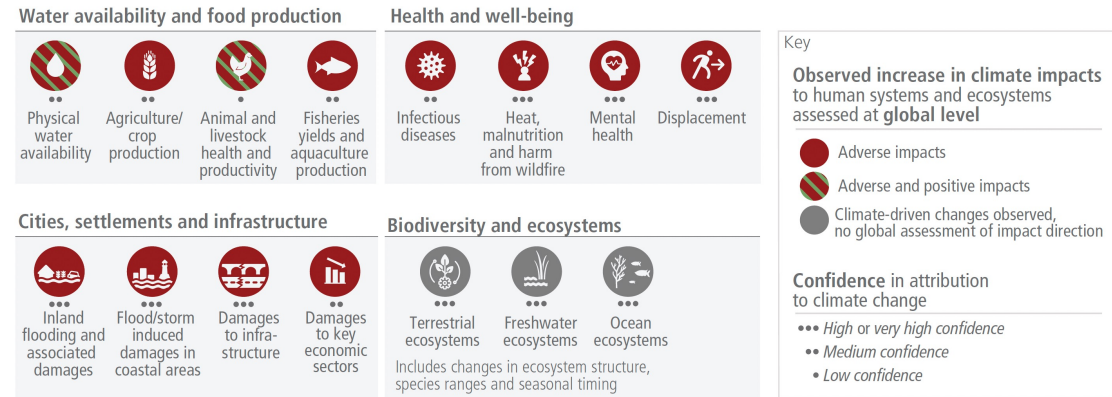 Water availability and food production
Physical
water
availability
Agriculture/
crop
production
Animal and
livestock
health and
productivity
Fisheries
yields and
aquaculture
production
Health and well-being
Infectious
diseases
Heat,
malnutrition
and harm
from wildfire
Mental
health
Displacement
Cities, settlements and infrastructure
Inland
flooding and
associated
damages
Flood/storm
induced
damages in
coastal areas
Damages
to infra-
structure
Damages
to key
economic
sectors
Biodiversity and ecosystems
Terrestrial
ecosystems
Freshwater
ecosystems
Ocean
ecosystems
Includes changes in ecosystem structure,
species ranges and seasonal timing
Key
Observed increase in climate impacts
to human systems and ecosystems
assessed at global level
Adverse impacts
Adverse and positive impacts
Climate-driven changes observed,
no global assessment of impact direction
Confidence in attribution
to climate change
••• High or very high confidence
•• Medium confidence
• Low confidence